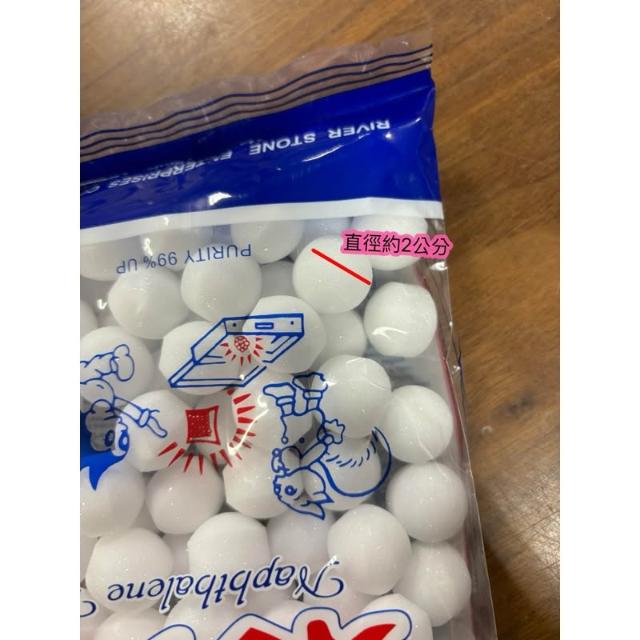 RIVER STONE ENTERPRISES
PURITY 99% UP
直徑約2公分
Naphthalene